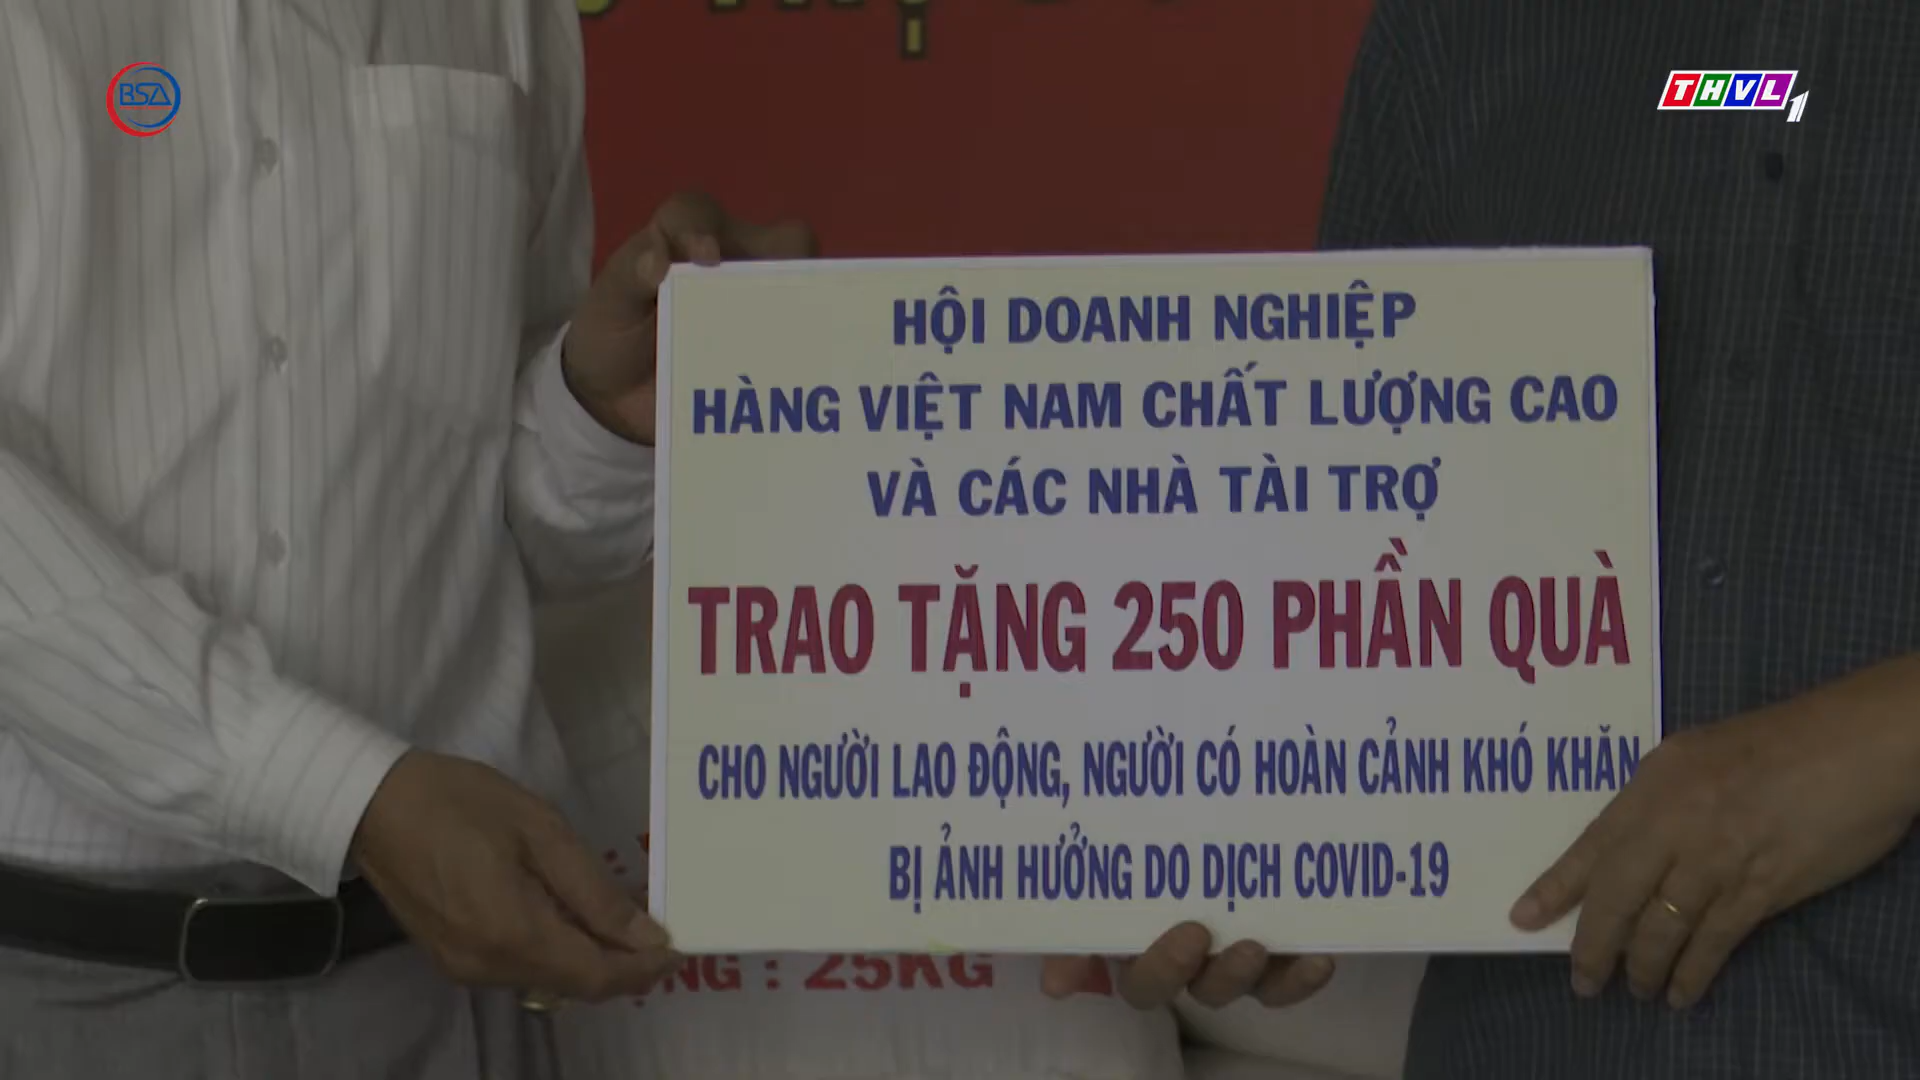 BSA
THVL1
HỘI DOANH NGHIỆP
HÀNG VIỆT NAM CHẤT LƯỢNG CAO
VÀ CÁC NHÀ TÀI TRỢ
TRAO TẶNG 250 PHẦN QUÀ
CHO NGƯỜI LAO ĐỘNG, NGƯỜI CÓ HOÀN CẢNH KHÓ KHĂN
BỊ ẢNH HƯỞNG DO DỊCH COVID-19
: 25KG